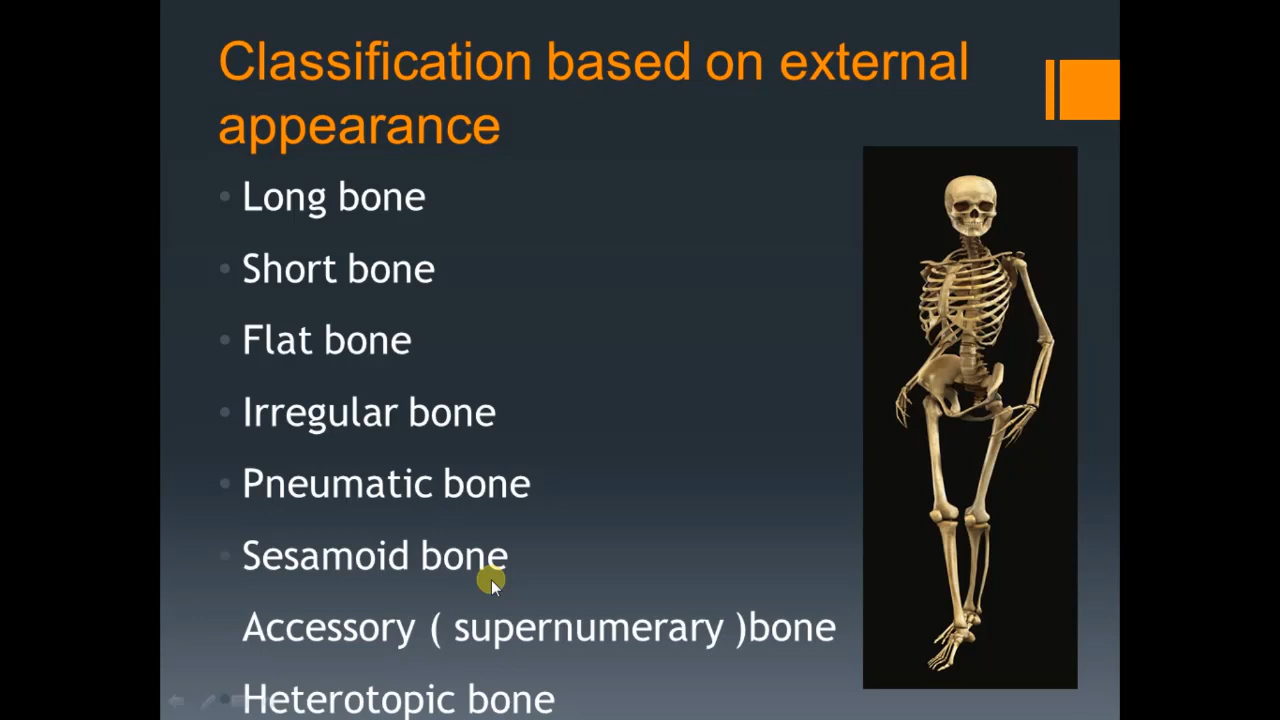 Classification based on external
appearance
Long bone
Short bone
Flat bone
Irregular bone
Pneumatic bone
Sesamoid bone
Accessory ( supernumerary )bone
Heterotopic bone